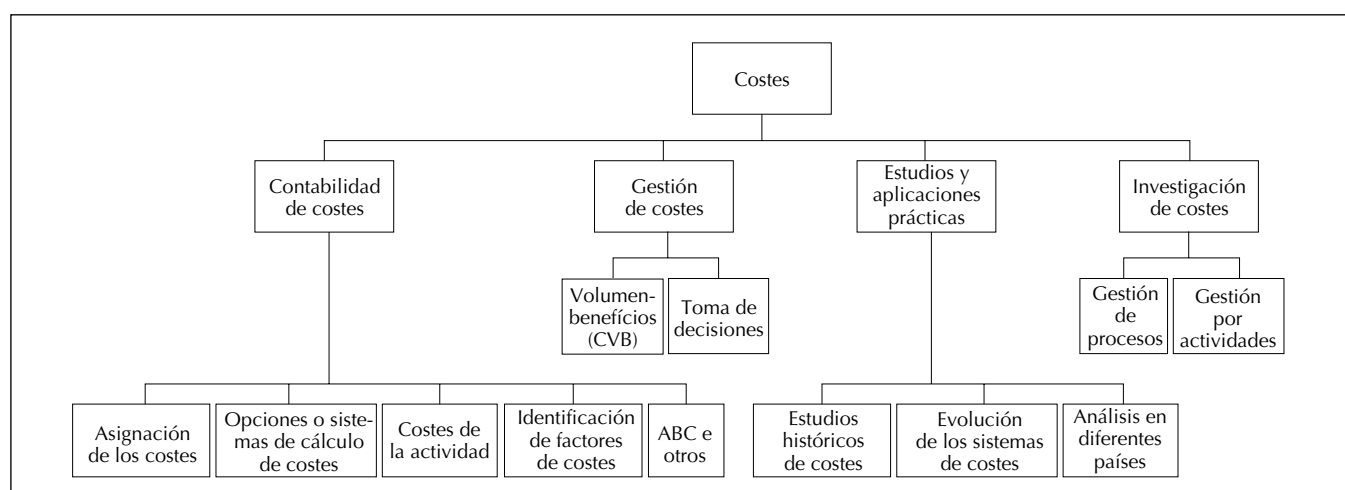 Costes
Contabilidad
de costes
Gestión
de costes
Estudios y
aplicaciones
prácticas
Investigación
de costes
Volumen-
benefícios
(CVB)
Toma de
decisiones
Gestión
de
procesos
Gestión
por
actividades
Asignación
de los costes
Opciones o siste-
mas de cálculo
de costes
Costes de
la actividad
Identificación
de factores
de costes
ABC e
otros
Estudios
históricos
de costes
Evolución
de los sistemas
de costes
Análisis en
diferentes
países